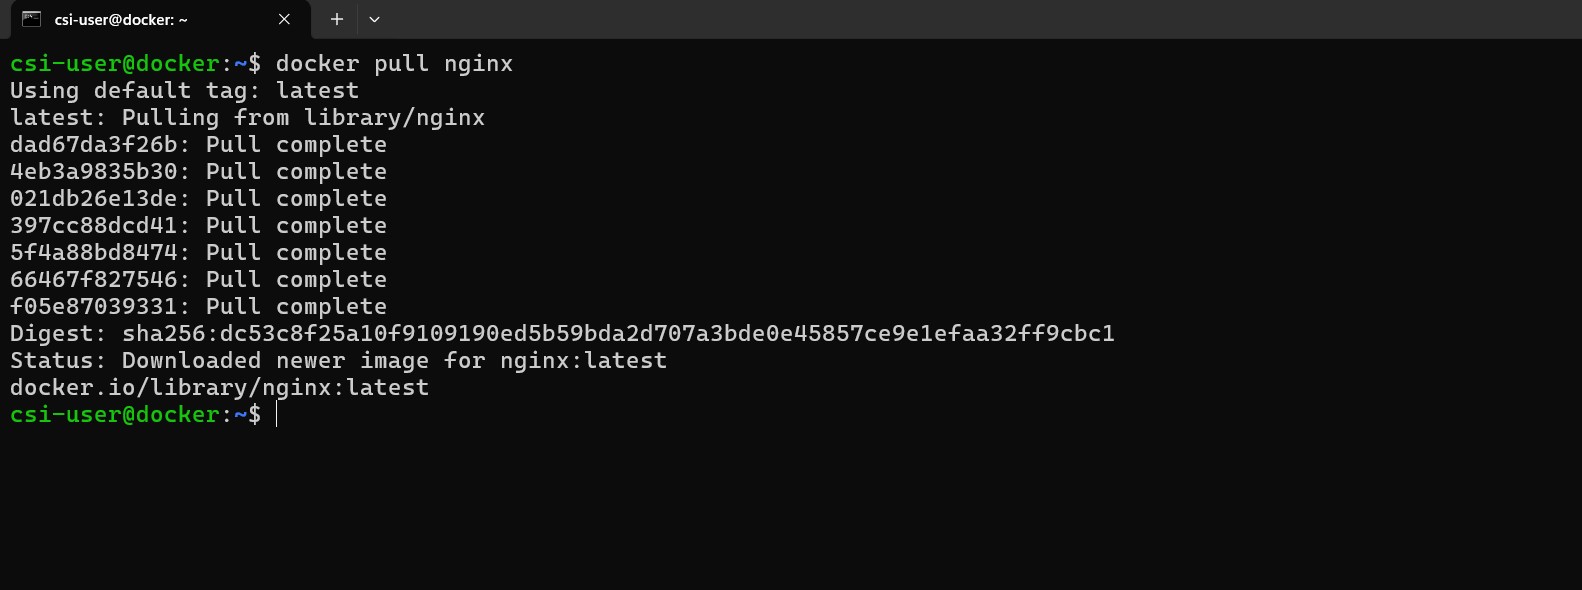 csi-user@docker: ~
csi-user@docker:~$ docker pull nginx
Using default tag: latest
latest: Pulling from library/nginx
dad67da3f26b: Pull complete
4eb3a9835b30: Pull complete
021db26e13de: Pull complete
397cc88dcd41: Pull complete
5f4a88bd8474: Pull complete
66467f827546: Pull complete
f05e87039331: Pull complete
Digest: sha256:dc53c8f25a10f9109190ed5b59bda2d707a3bde0e45857ce9e1efaa32ff9cbc1
Status: Downloaded newer image for nginx:latest
docker.io/library/nginx:latest
csi-user@docker:~$